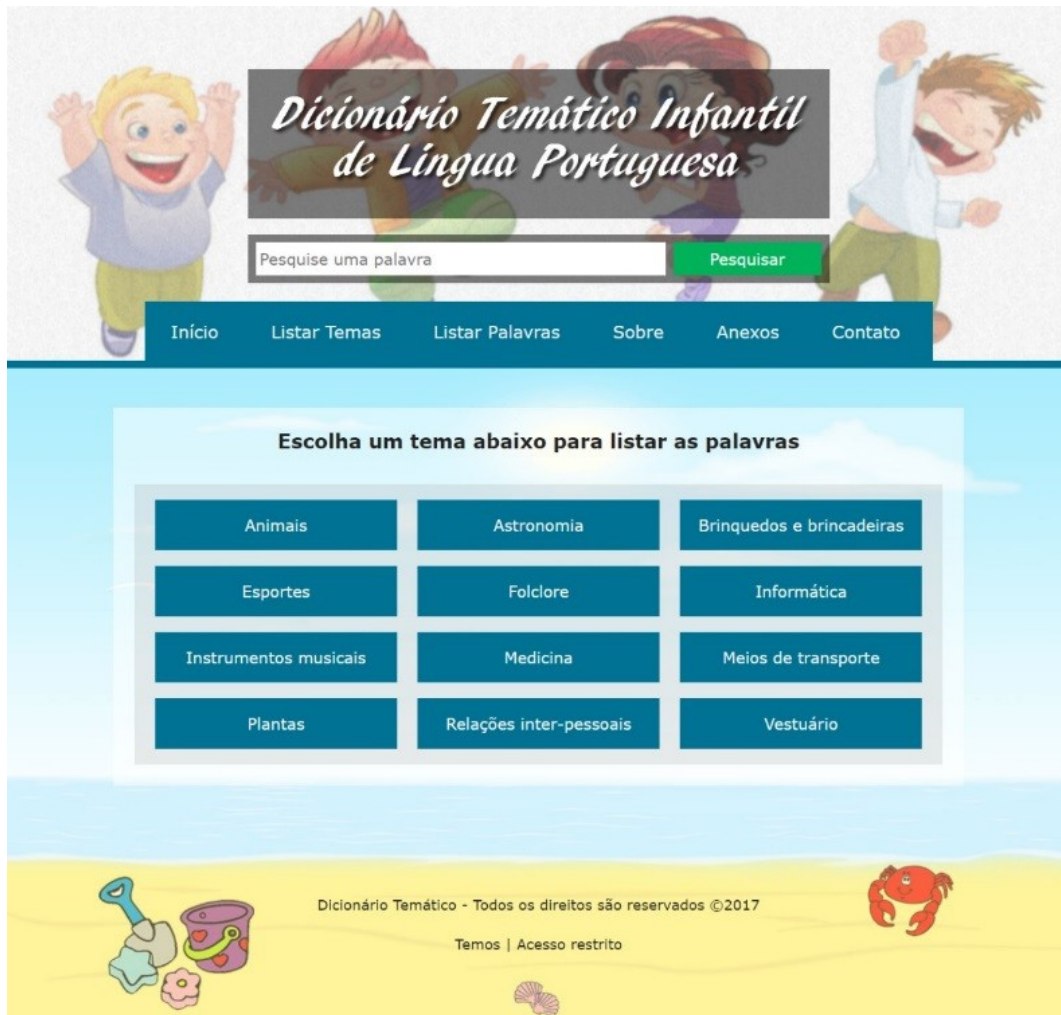 Dicionário Temático Infantil
de Língua Portuguesa
Pesquise uma palavra
Pesquisar
Início
Listar Temas
Listar Palavras
Sobre
Anexos
Contato
Escolha um tema abaixo para listar as palavras
Animais
Astronomia
Brinquedos e brincadeiras
Esportes
Folclore
Informática
Instrumentos musicais
Medicina
Meios de transporte
Plantas
Relações inter-pessoais
Vestuário
Dicionário Temático - Todos os direitos são reservados ©2017
Temos | Acesso restrito